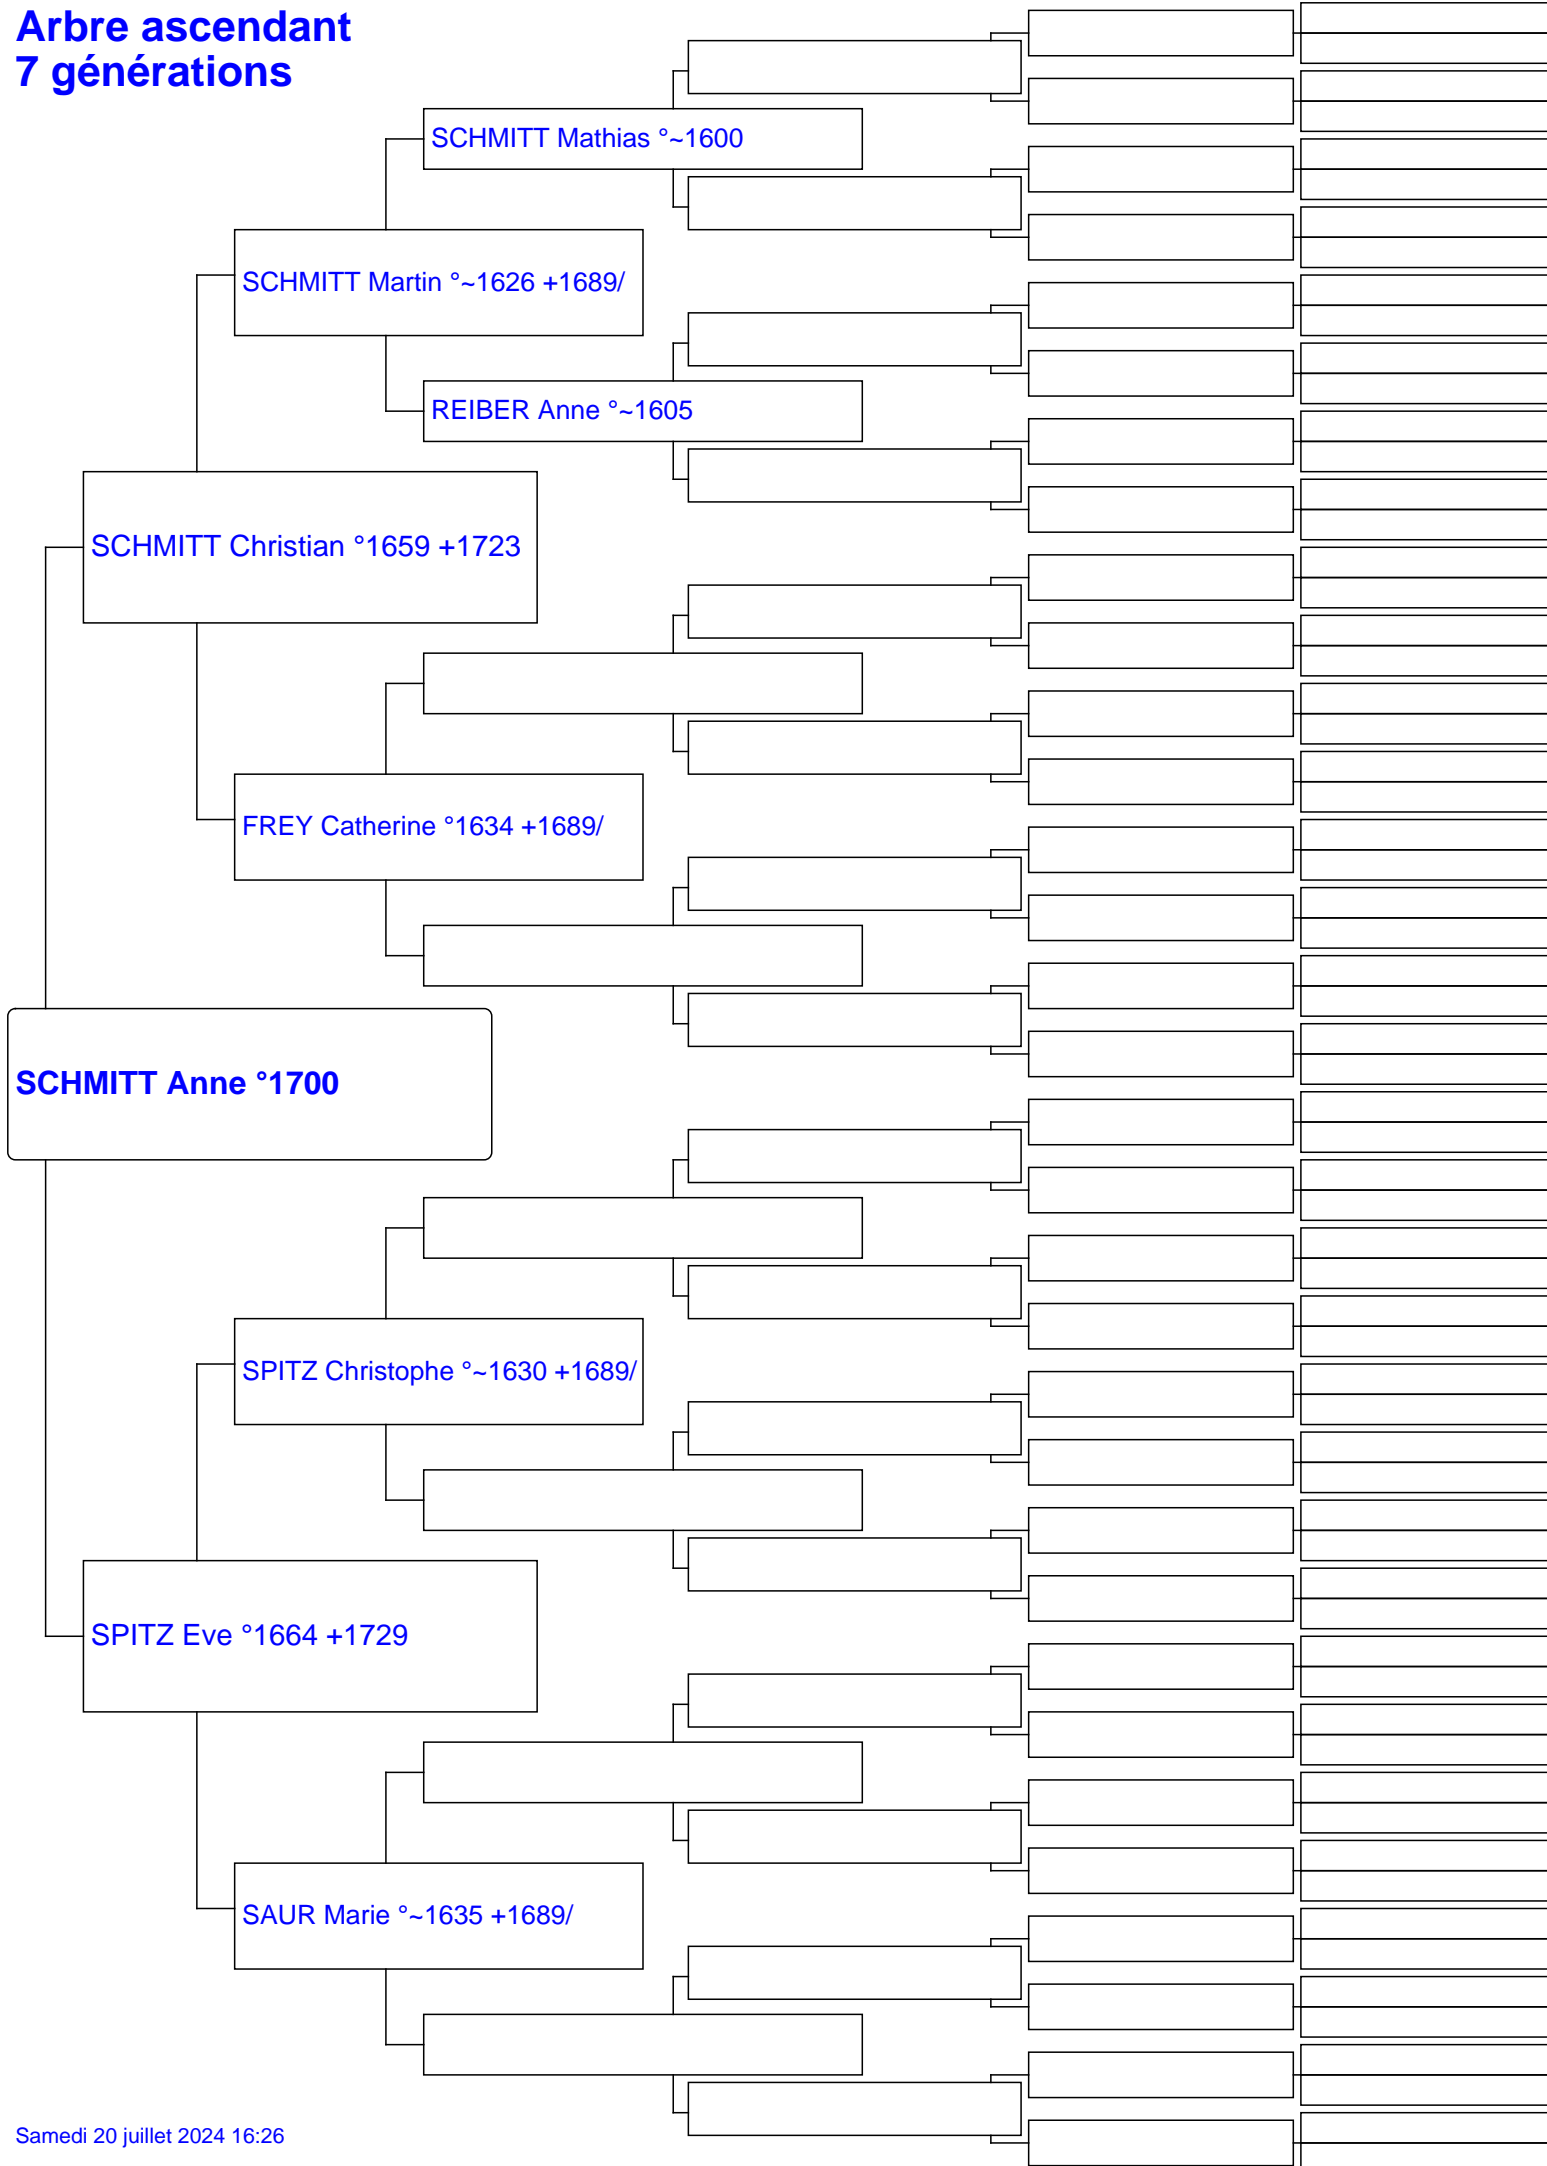 Arbre ascendant
7 générations
SCHMITT Mathias °~1600
SCHMITT Martin °~1626 +1689/
REIBER Anne °~1605
SCHMITT Christian °1659 +1723
FREY Catherine °1634 +1689/
SCHMITT Anne °1700
SPITZ Christophe °~1630 +1689/
SPITZ Eve °1664 +1729
SAUR Marie °~1635 +1689/
Samedi 20 juillet 2024 16:26